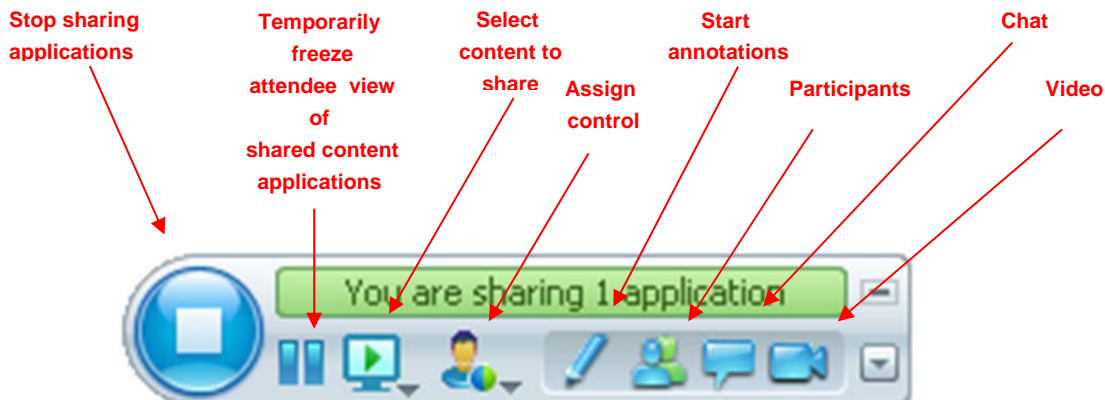 Stop sharing
applications
Temporarily
freeze
attendee view
of
shared content
applications
Select
content to
share
Assign
control
Start
annotations
Participants
Chat
Video
You are sharing 1 application